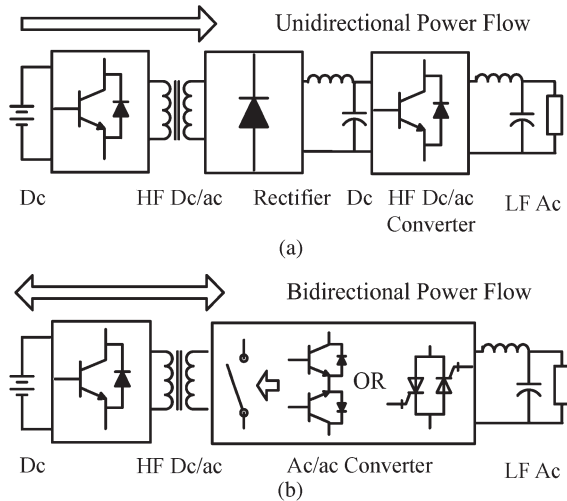 Unidirectional Power Flow
Dc
HF Dc/ac
Rectifier
Dc
HF Dc/ac
Converter
LF Ac
(a)
Bidirectional Power Flow
OR
Dc
HF Dc/ac
Ac/ac Converter
LF Ac
(b)